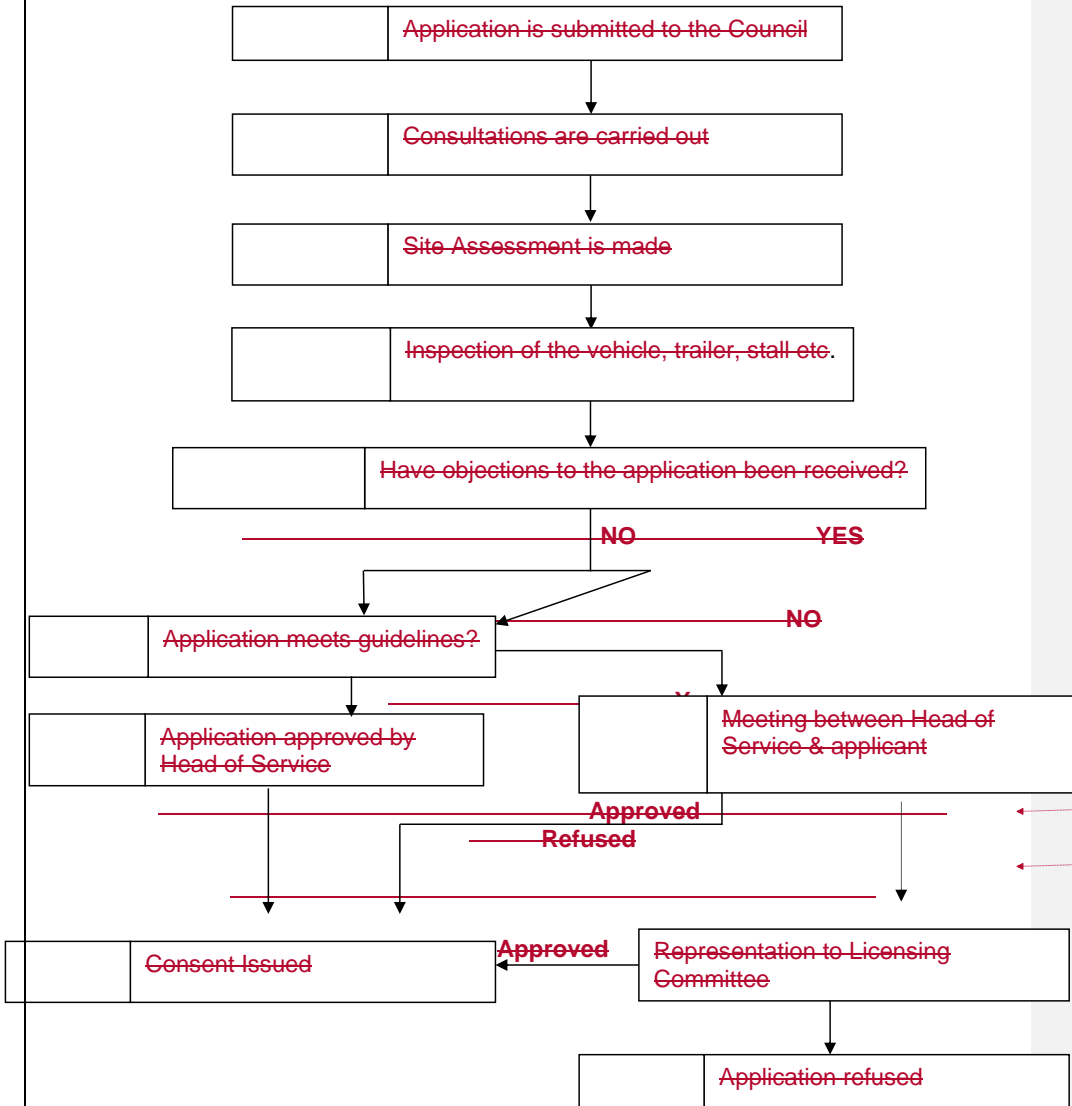 Application is submitted to the Council
Consultations are carried out
Site Assessment is made
Inspection of the vehicle, trailer, stall etc.
Have objections to the application been received?
NO YES
NO
Application meets guidelines?
Meeting between Head of
Service & applicant
Application approved by
Head of Service
Approved
Refused
Approved
Consent Issued
Representation to Licensing
Committee
Application refused